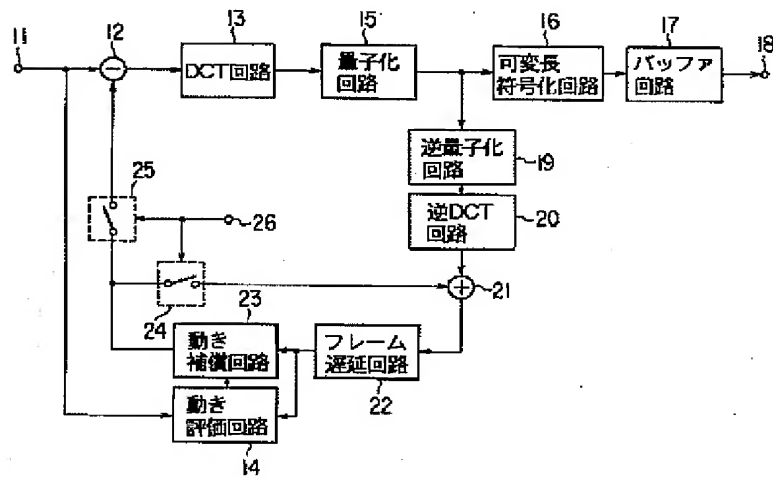 11
12
13
DCT回路
15
量子化
回路
16
可変長
符号化回路
17
バッファ
回路
18
逆量子化
回路
19
逆DCT
回路
20
25
26
24
21
23
動き
補償回路
フレーム
遅延回路
22
動き
評価回路
14